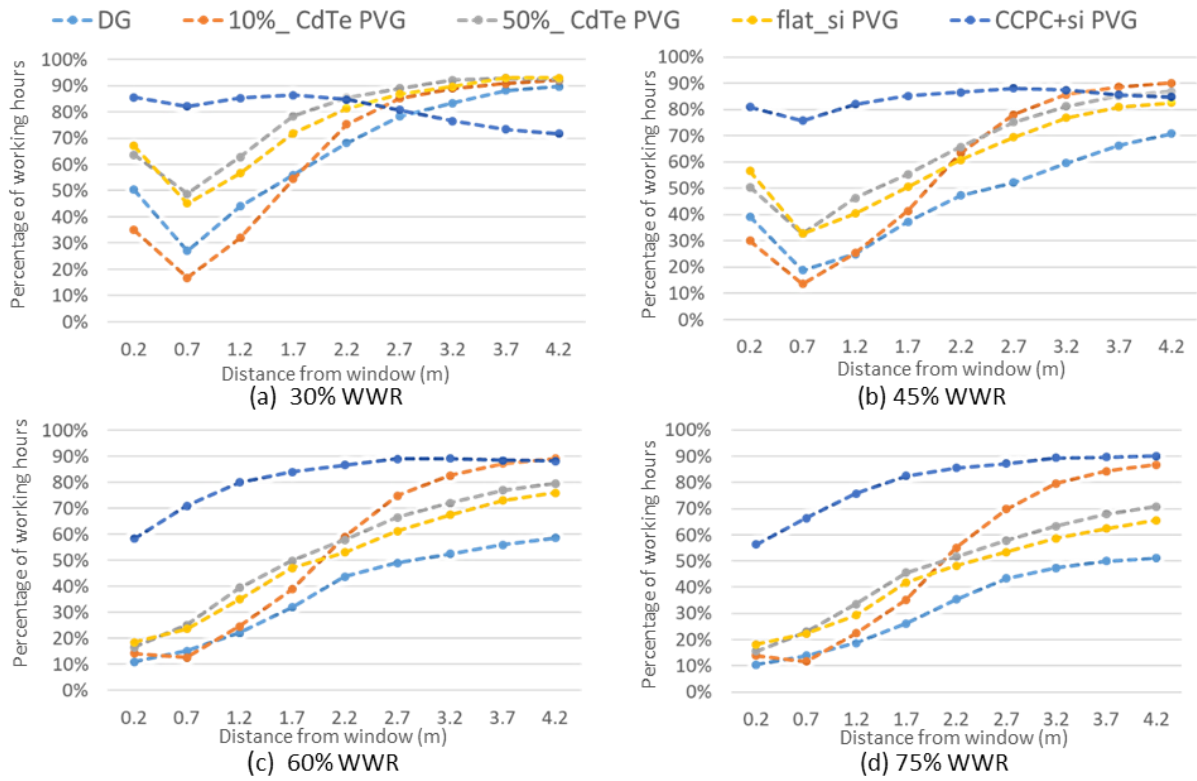 DG 10%_ CdTe PVG 50%_ CdTe PVG flat_si PVG CCPC+si PVG
Percentage of working hours
100%
90%
80%
70%
60%
50%
40%
30%
20%
10%
0%
0.2 0.7 1.2 1.7 2.2 2.7 3.2 3.7 4.2
Distance from window (m)
(a) 30% WWR
Percentage of working hours
100%
90%
80%
70%
60%
50%
40%
30%
20%
10%
0%
0.2 0.7 1.2 1.7 2.2 2.7 3.2 3.7 4.2
Distance from window (m)
(b) 45% WWR
Percentage of working hours
100%
90%
80%
70%
60%
50%
40%
30%
20%
10%
0%
0.2 0.7 1.2 1.7 2.2 2.7 3.2 3.7 4.2
Distance from window (m)
(c) 60% WWR
Percentage of working hours
100%
90%
80%
70%
60%
50%
40%
30%
20%
10%
0%
0.2 0.7 1.2 1.7 2.2 2.7 3.2 3.7 4.2
Distance from window (m)
(d) 75% WWR